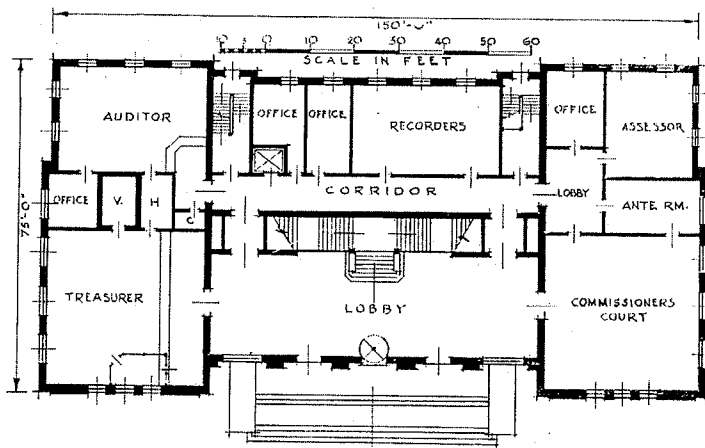 150'-0"
10 5 0 10 20 30 40 50 60
SCALE IN FEET
75'-0"
AUDITOR
OFFICE
OFFICE
RECORDERS
OFFICE
ASSESSOR
CORRIDOR
OFFICE
V.
H
C.
LOBBY
ANTE RM.
TREASURER
LOBBY
COMMISSIONERS
COURT